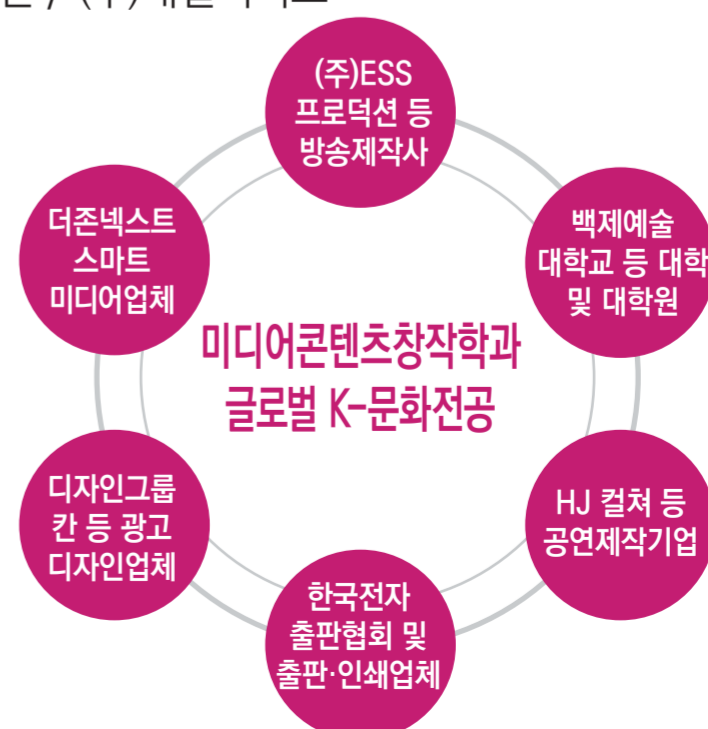 (주)ESS
프로덕션 등
방송제작사
백제예술
대학교 등 대학
및 대학원
HJ 컬쳐 등
공연제작기업
한국전자
출판협회 및
출판·인쇄업체
디자인그룹
칸 등 광고
디자인업체
더존넥스트
스마트
미디어업체
미디어콘텐츠창작학과
글로벌 K-문화전공